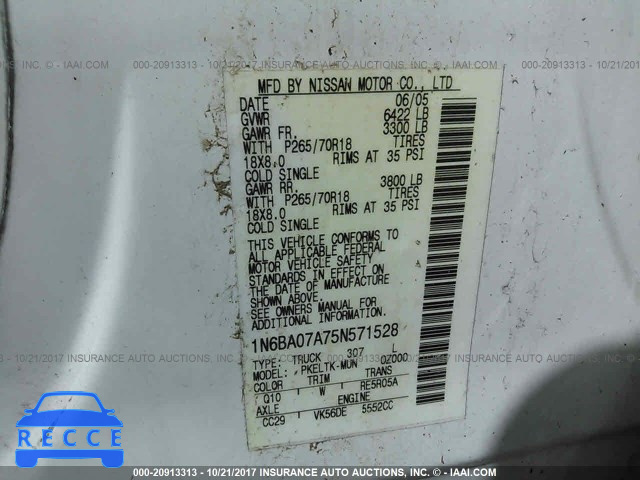 000-20913313 - 10/21/2017 INSURANCE AUTO AUCTIONS, INC. - © - IAAI.COM
MFD BY NISSAN MOTOR CO., LTD
DATE 06/05
GVWR 6422 LB
GAWR FR. 3300 LB
WITH P265/70R18 TIRES
18X8.0 RIMS AT 35 PSI
COLD SINGLE
GAWR RR. 3800 LB
WITH P265/70R18 TIRES
18X8.0 RIMS AT 35 PSI
COLD SINGLE
THIS VEHICLE CONFORMS TO
ALL APPLICABLE FEDERAL
MOTOR VEHICLE SAFETY
STANDARDS IN EFFECT ON
THE DATE OF MANUFACTURE
SHOWN ABOVE.
SEE OWNERS MANUAL FOR
ADDITIONAL INFORMATION.
1N6BA07A75N571528
TYPE: TRUCK 307 L
MODEL: PKELTK-MUN 0Z000
COLOR TRIM TRANS
Q10 W RE5R05A
AXLE ENGINE
CC29 VK56DE 5552CC
RECCE
000-20913313 - 10/21/2017 INSURANCE AUTO AUCTIONS, INC. - © - IAAI.COM